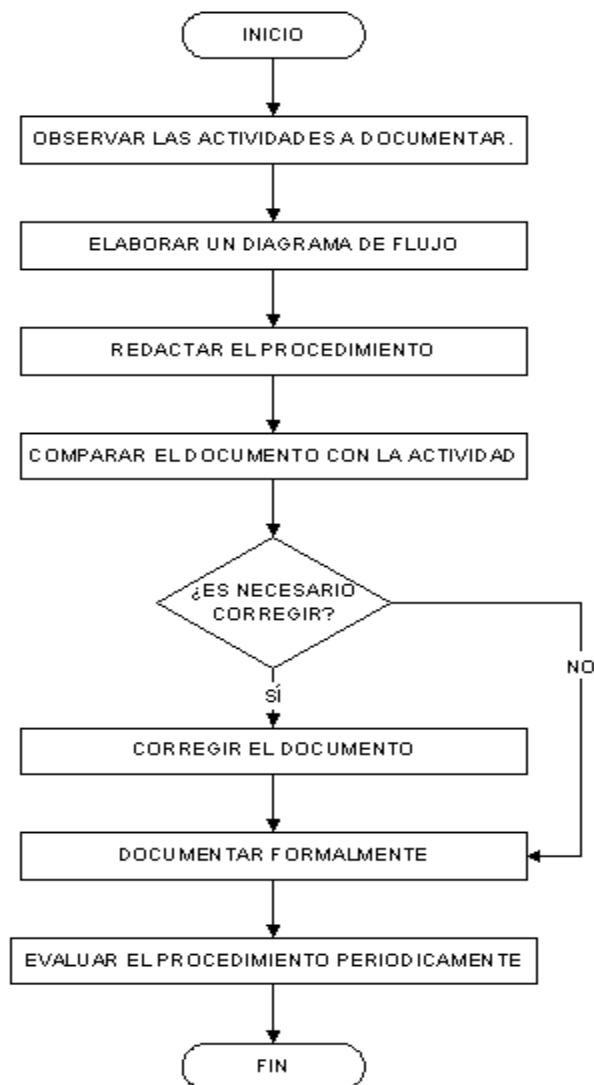 INICIO
OBSERVAR LAS ACTIVIDADES A DOCUMENTAR.
ELABORAR UN DIAGRAMA DE FLUJO
REDACTAR EL PROCEDIMIENTO
COMPARAR EL DOCUMENTO CON LA ACTIVIDAD
¿ES NECESARIO
CORREGIR?
NO
SÍ
CORREGIR EL DOCUMENTO
DOCUMENTAR FORMALMENTE
EVALUAR EL PROCEDIMIENTO PERIODICAMENTE
FIN